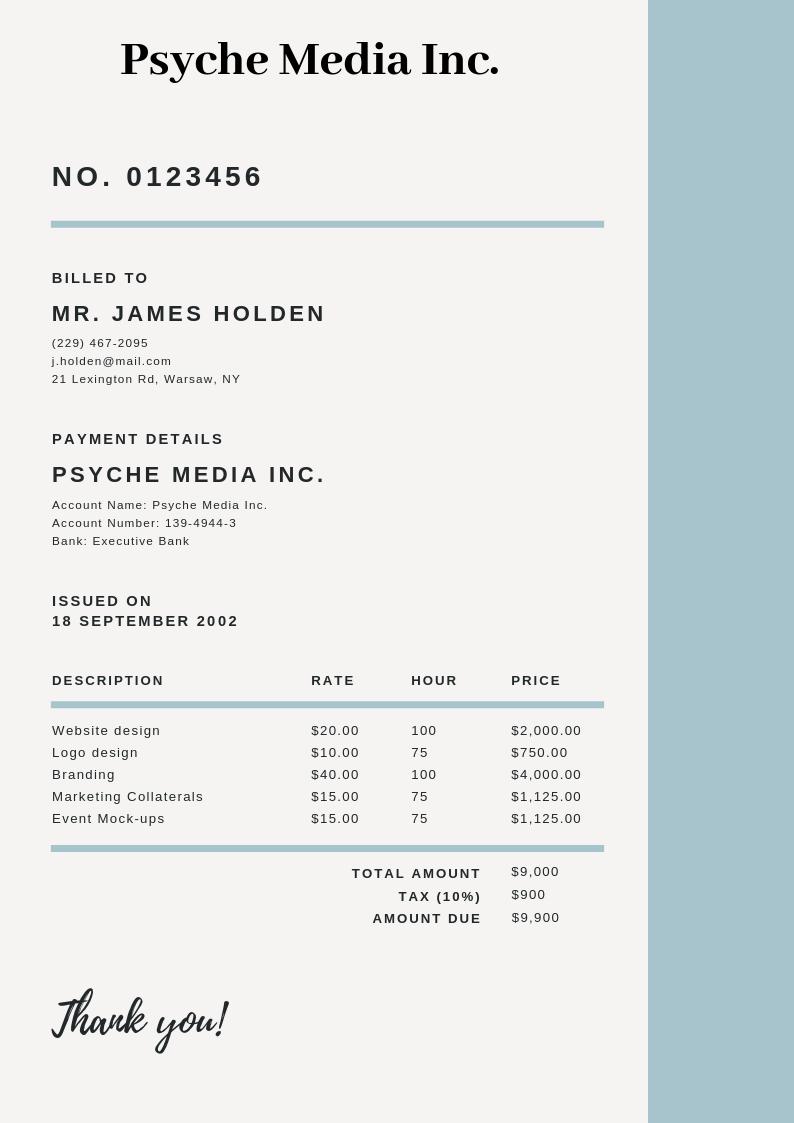 Psyche Media Inc.
NO. 0123456
BILLED TO
MR. JAMES HOLDEN
(229) 467-2095
j.holden@mail.com
21 Lexington Rd, Warsaw, NY
PAYMENT DETAILS
PSYCHE MEDIA INC.
Account Name: Psyche Media Inc.
Account Number: 139-4944-3
Bank: Executive Bank
ISSUED ON
18 SEPTEMBER 2002
DESCRIPTION RATE HOUR PRICE
Website design $20.00 100 $2,000.00
Logo design $10.00 75 $750.00
Branding $40.00 100 $4,000.00
Marketing Collaterals $15.00 75 $1,125.00
Event Mock-ups $15.00 75 $1,125.00
TOTAL AMOUNT $9,000
TAX (10%) $900
AMOUNT DUE $9,900
Thank you!